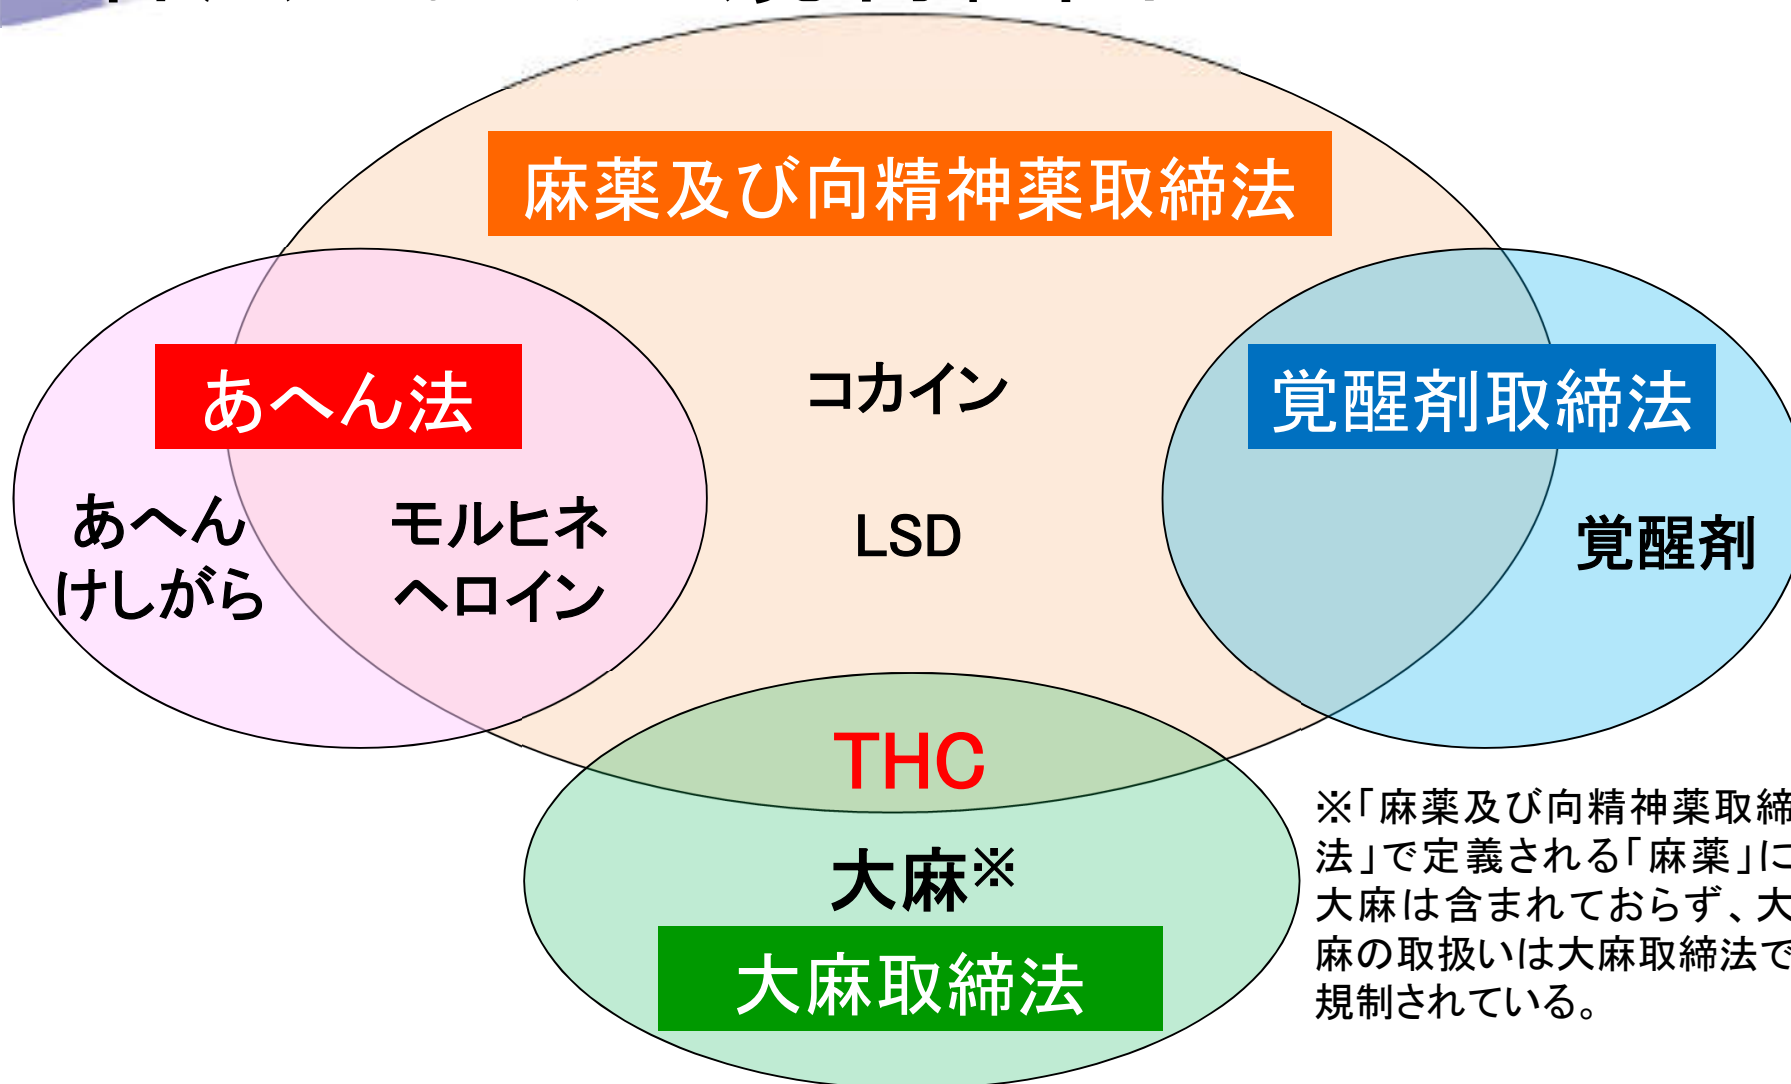 麻薬及び向精神薬取締法
あへん法
覚醒剤取締法
コカイン
LSD
あへん
けしがら
モルヒネ
ヘロイン
覚醒剤
THC
大麻※
大麻取締法
※「麻薬及び向精神薬取締
法」で定義される「麻薬」に
大麻は含まれておらず、大
麻の取扱いは大麻取締法で
規制されている。